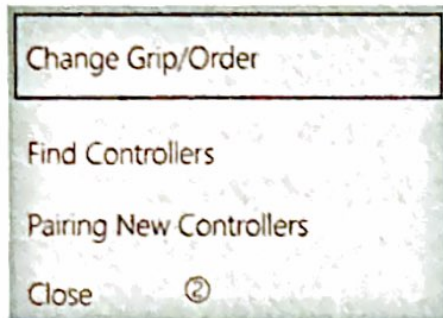 Change Grip/Order
Find Controllers
Pairing New Controllers
Close ②